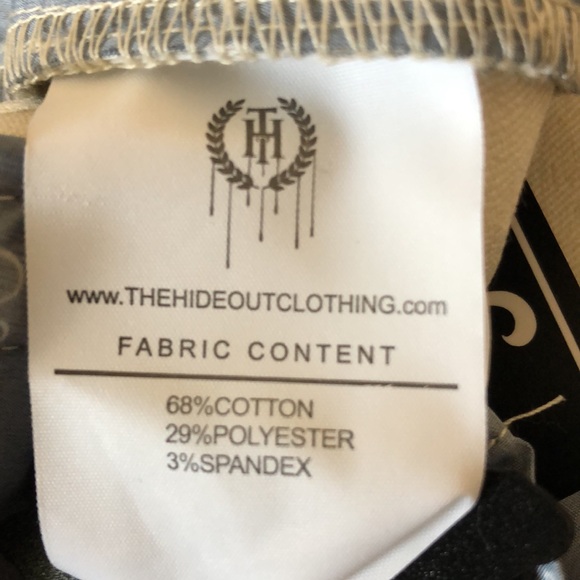 TH
www.THEHIDEOUTCLOTHING.com
FABRIC CONTENT
68%COTTON
29%POLYESTER
3%SPANDEX